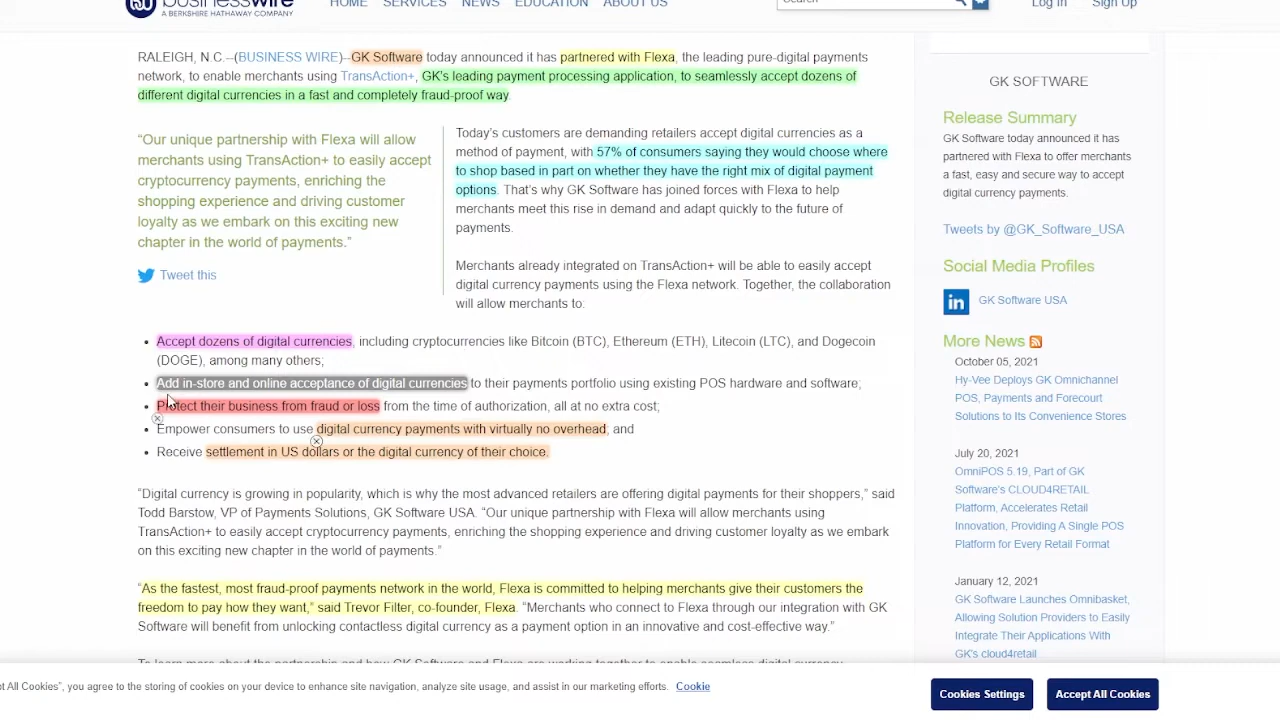 businesswire
A BERKSHIRE HATHAWAY COMPANY
HOME SERVICES NEWS EDUCATION ABOUT US
Search
Log In Sign Up
RALEIGH, N.C.--(BUSINESS WIRE)--GK Software today announced it has partnered with Flexa, the leading pure-digital payments
network, to enable merchants using TransAction+, GK's leading payment processing application, to seamlessly accept dozens of
different digital currencies in a fast and completely fraud-proof way.
“Our unique partnership with Flexa will allow
merchants using TransAction+ to easily accept
cryptocurrency payments, enriching the
shopping experience and driving customer
loyalty as we embark on this exciting new
chapter in the world of payments.”
Tweet this
Today's customers are demanding retailers accept digital currencies as a
method of payment, with 57% of consumers saying they would choose where
to shop based in part on whether they have the right mix of digital payment
options. That's why GK Software has joined forces with Flexa to help
merchants meet this rise in demand and adapt quickly to the future of
payments.
Merchants already integrated on TransAction+ will be able to easily accept
digital currency payments using the Flexa network. Together, the collaboration
will allow merchants to:
• Accept dozens of digital currencies, including cryptocurrencies like Bitcoin (BTC), Ethereum (ETH), Litecoin (LTC), and Dogecoin
(DOGE), among many others;
• Add in-store and online acceptance of digital currencies to their payments portfolio using existing POS hardware and software;
• Protect their business from fraud or loss from the time of authorization, all at no extra cost;
• Empower consumers to use digital currency payments with virtually no overhead; and
• Receive settlement in US dollars or the digital currency of their choice.
“Digital currency is growing in popularity, which is why the most advanced retailers are offering digital payments for their shoppers,” said
Todd Barstow, VP of Payments Solutions, GK Software USA. “Our unique partnership with Flexa will allow merchants using
TransAction+ to easily accept cryptocurrency payments, enriching the shopping experience and driving customer loyalty as we embark
on this exciting new chapter in the world of payments.”
“As the fastest, most fraud-proof payments network in the world, Flexa is committed to helping merchants give their customers the
freedom to pay how they want,” said Trevor Filter, co-founder, Flexa. “Merchants who connect to Flexa through our integration with GK
Software will benefit from unlocking contactless digital currency as a payment option in an innovative and cost-effective way.”
To learn more about the partnership and how GK Software and Flexa are working together to enable seamless digital currency
GK SOFTWARE
Release Summary
GK Software today announced it has
partnered with Flexa to offer merchants
a fast, easy and secure way to accept
digital currency payments.
Tweets by @GK_Software_USA
Social Media Profiles
in GK Software USA
More News
October 05, 2021
Hy-Vee Deploys GK Omnichannel
POS, Payments and Forecourt
Solutions to Its Convenience Stores
July 20, 2021
OmniPOS 5.19, Part of GK
Software's CLOUD4RETAIL
Platform, Accelerates Retail
Innovation, Providing A Single POS
Platform for Every Retail Format
January 12, 2021
GK Software Launches Omnibasket,
Allowing Solution Providers to Easily
Integrate Their Applications With
GK's cloud4retail
pt All Cookies”, you agree to the storing of cookies on your device to enhance site navigation, analyze site usage, and assist in our marketing efforts. Cookie
Cookies Settings
Accept All Cookies